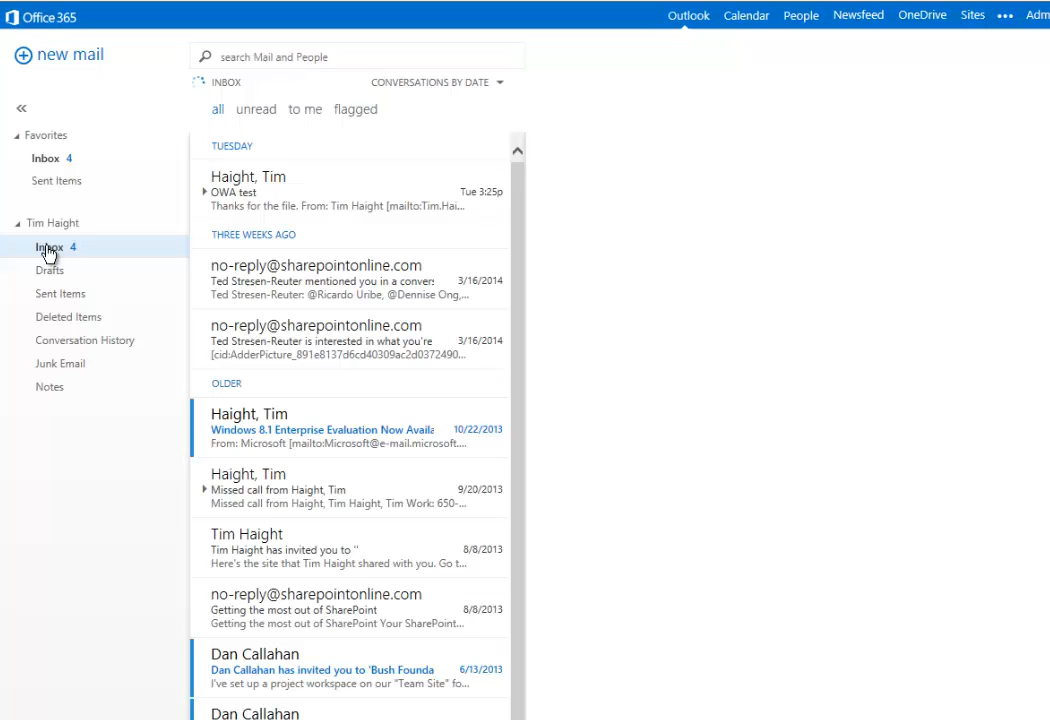 Office 365
Outlook Calendar People Newsfeed OneDrive Sites ••• Adm
new mail
search Mail and People
INBOX CONVERSATIONS BY DATE
all unread to me flagged
Favorites
Inbox 4
Sent Items
Tim Haight
Inbox 4
Drafts
Sent Items
Deleted Items
Conversation History
Junk Email
Notes
TUESDAY
Haight, Tim
OWA test Tue 3:25p
Thanks for the file. From: Tim Haight [mailto:Tim.Hai...
THREE WEEKS AGO
no-reply@sharepointonline.com
Ted Stresen-Reuter mentioned you in a convers 3/16/2014
Ted Stresen-Reuter: @Ricardo Uribe, @Dennise Ong,...
no-reply@sharepointonline.com
Ted Stresen-Reuter is interested in what you're 3/16/2014
[cid:AdderPicture_891e8137d6cd40309ac2d0372490...
OLDER
Haight, Tim
Windows 8.1 Enterprise Evaluation Now Availa 10/22/2013
From: Microsoft [mailto:Microsoft@e-mail.microsoft....
Haight, Tim
Missed call from Haight, Tim 9/20/2013
Missed call from Haight, Tim Haight, Tim Work: 650-...
Tim Haight
Tim Haight has invited you to '' 8/8/2013
Here's the site that Tim Haight shared with you. Go t...
no-reply@sharepointonline.com
Getting the most out of SharePoint 8/8/2013
Getting the most out of SharePoint Your SharePoint...
Dan Callahan
Dan Callahan has invited you to 'Bush Founda 6/13/2013
I've set up a project workspace on our "Team Site" fo...
Dan Callahan